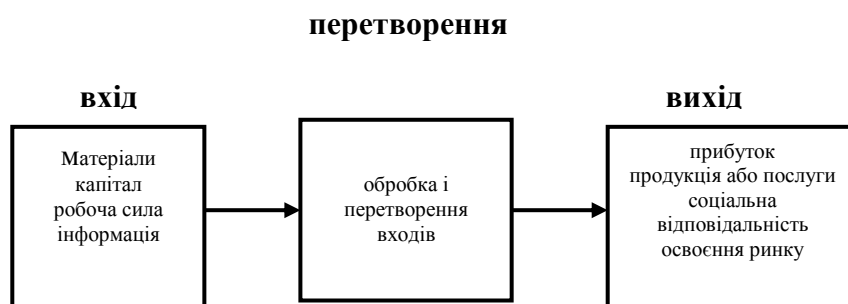 перетворення
вхід
вихід
Матеріали
капітал
робоча сила
інформація
обробка і
перетворення
входів
прибуток
продукція або послуги
соціальна
відповідальність
освоєння ринку